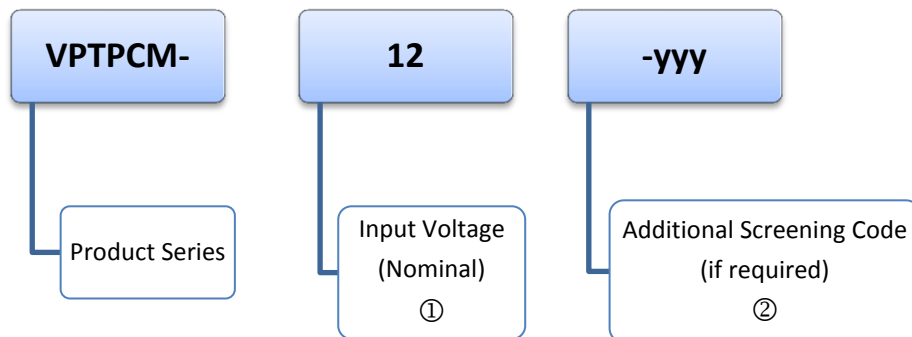 VPTPCM-
12
-yyy
Product Series
Input Voltage
(Nominal)
①
Additional Screening Code
(if required)
②